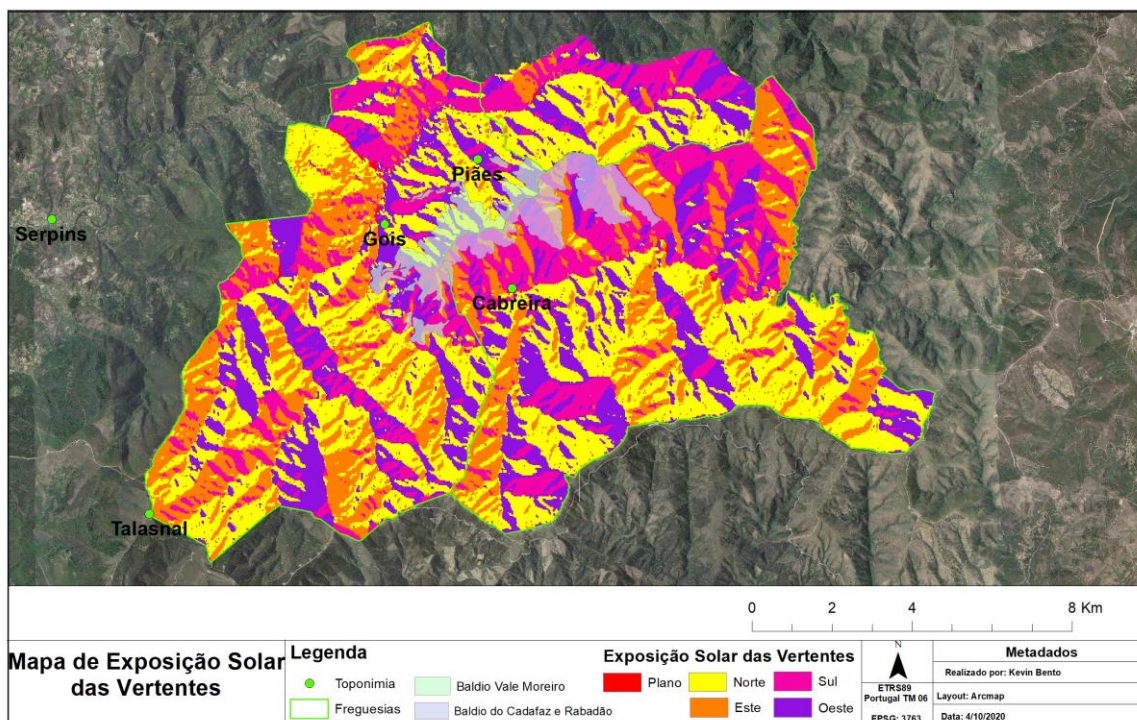 Piães
Serpins
Gois
Cabreira
Talasnal
0 2 4 8 Km
Mapa de Exposição Solar
das Vertentes
Legenda
Toponimia
Freguesias
Baldio Vale Moreiro
Baldio do Cadafaz e Rabadão
Exposição Solar das Vertentes
Plano
Norte
Sul
Este
Oeste
N
ETRS89
Portugal TM 06
EPSG: 3763
Metadados
Realizado por: Kevin Bento
Layout: Arcmap
Data: 4/10/2020